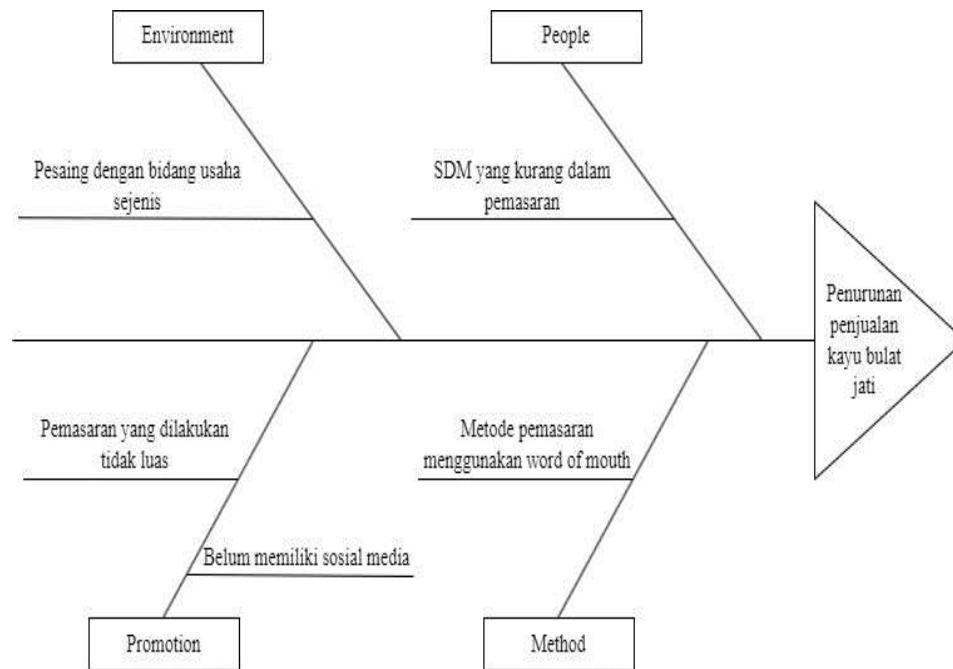 Environment
People
Pesaing dengan bidang usaha
sejenis
SDM yang kurang dalam
pemasaran
Penurunan
penjualan
kayu bulat
jati
Pemasaran yang dilakukan
tidak luas
Metode pemasaran
menggunakan word of mouth
Belum memiliki sosial media
Promotion
Method